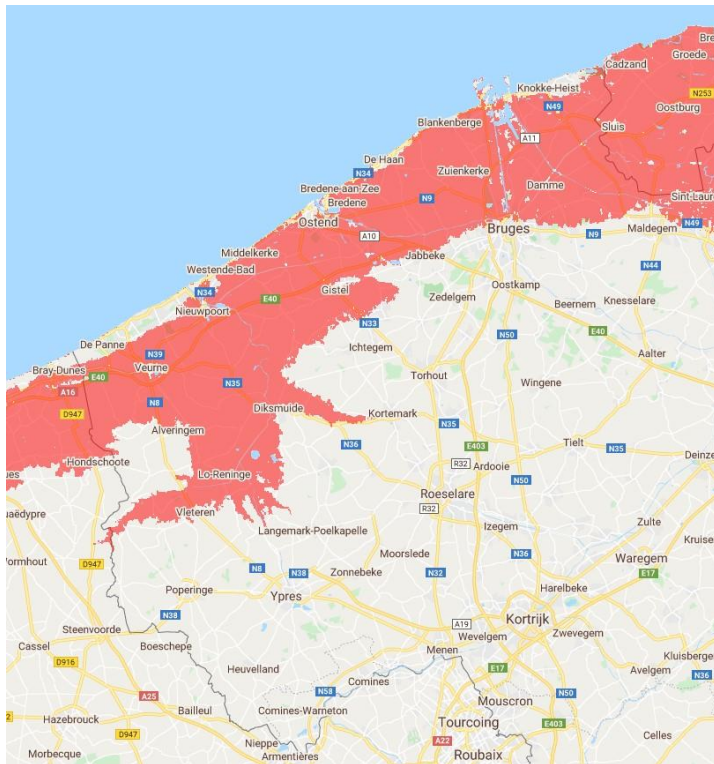 Bre
Groede
Cadzand
N253
Knokke-Heist
N49
Oostburg
Blankenberge
Sluis
A11
De Haan
N34
Zuienkerke
Damme
Bredene-aan-Zee
Bredene
N9
Sint-Laure
Ostend
Bruges
N49
A10
N9
Maldegem
Middelkerke
Jabbeke
Westende-Bad
N44
Gistel
Zedelgem
Oostkamp
N34
E40
Beernem
Knesselare
Nieuwpoort
N33
N50
E40
De Panne
N39
Ichtegem
Aalter
Bray-Dunes
E40
Veurne
Torhout
A16
N35
Wingene
N8
Diksmuide
D947
Kortemark
N35
Alveringem
N36
E403
Tielt
N35
Hondschoote
R32
Ardooie
Deinze
ues
Lo-Reninge
N50
Roeselare
uaëdypre
Vleteren
R32
Zulte
Langemark-Poelkapelle
Izegem
Kruise
Wormhout
Moorslede
N36
D947
N8
N38
Zonnebeke
N32
Waregem
E17
Poperinge
Ypres
Harelbeke
N38
Kortrijk
Steenvoorde
A19
Wevelgem
Zwevegem
Cassel
Boeschepe
Menen
Kluisberge
D916
Heuvelland
E17
Avelgem
N36
Comines
A25
N58
Mouscron
N50
2
Bailleul
Comines-Warneton
Hazebrouck
Tourcoing
E403
D947
Nieppe
A22
Celles
Morbecque
Armentières
Roubaix